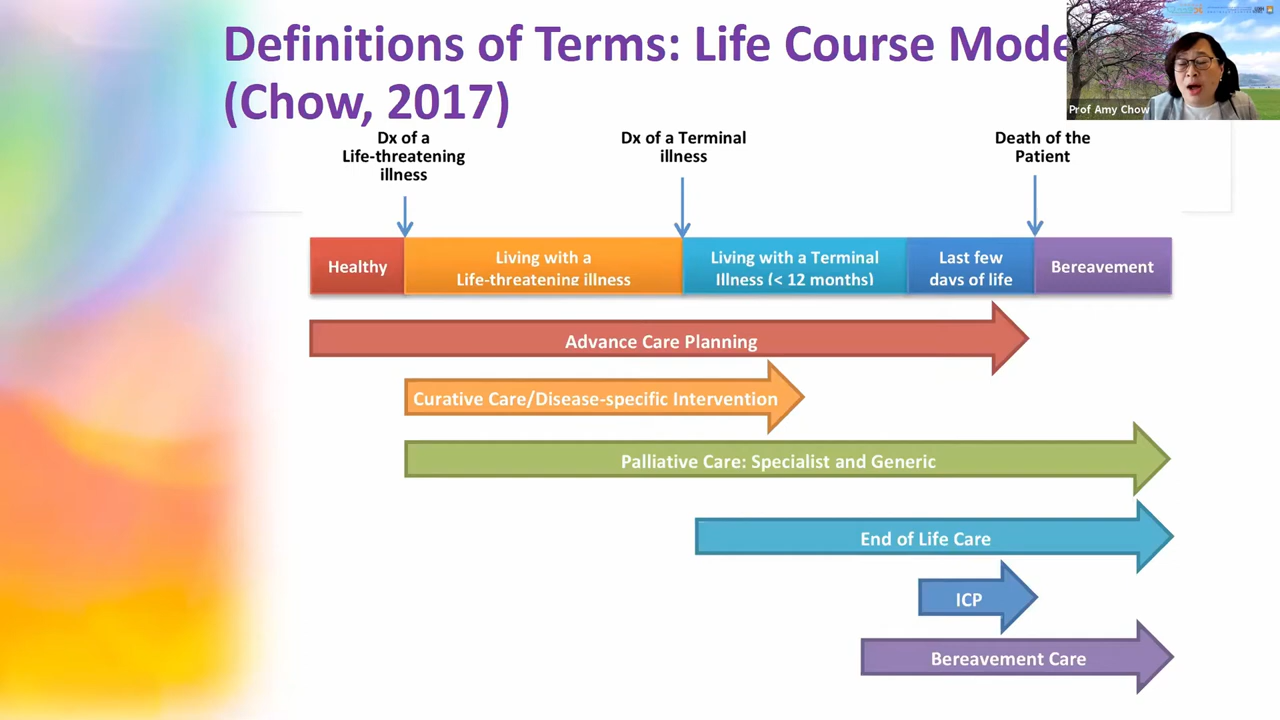 Definitions of Terms: Life Course Mode
(Chow, 2017)
Prof Amy Chow
Dx of a
Life-threatening
illness
Dx of a Terminal
illness
Death of the
Patient
Healthy
Living with a
Life-threatening illness
Living with a Terminal
Illness (< 12 months)
Last few
days of life
Bereavement
Advance Care Planning
Curative Care/Disease-specific Intervention
Palliative Care: Specialist and Generic
End of Life Care
ICP
Bereavement Care